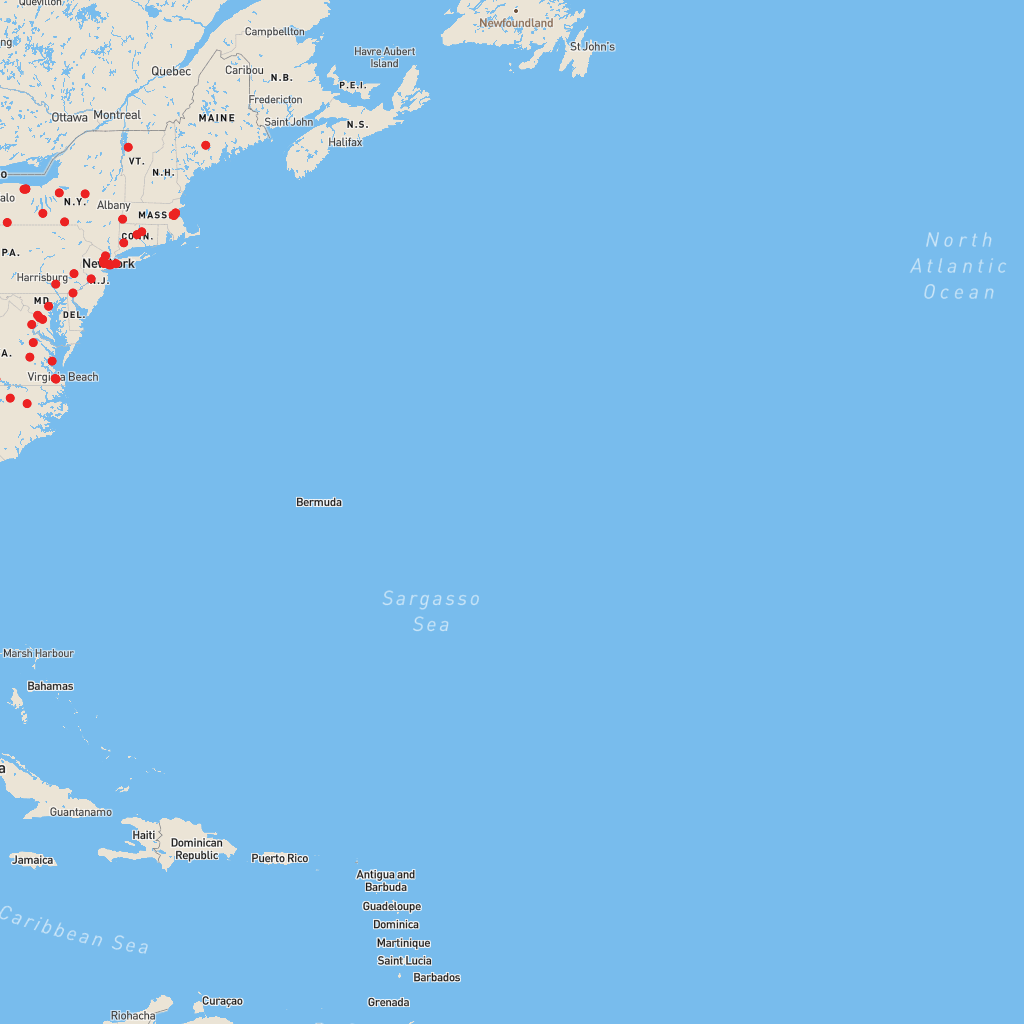 Quevillon
Newfoundland
Campbellton
ng
St John's
Havre Aubert
Island
Quebec
Caribou
N.B.
P.E.I.
Fredericton
Ottawa
Montreal
MAINE
Saint John
N.S.
Halifax
VT.
o
N.H.
alo
N.Y.
Albany
MASS
CONN.
North
Atlantic
Ocean
PA.
New York
Harrisburg
N.J.
MD.
DEL.
A.
Virginia Beach
Bermuda
Sargasso
Sea
Marsh Harbour
Bahamas
a
Guantanamo
Haiti
Dominican
Republic
Jamaica
Puerto Rico
Antigua and
Barbuda
Guadeloupe
Caribbean Sea
Dominica
Martinique
Saint Lucia
Barbados
Curaçao
Grenada
Riohacha